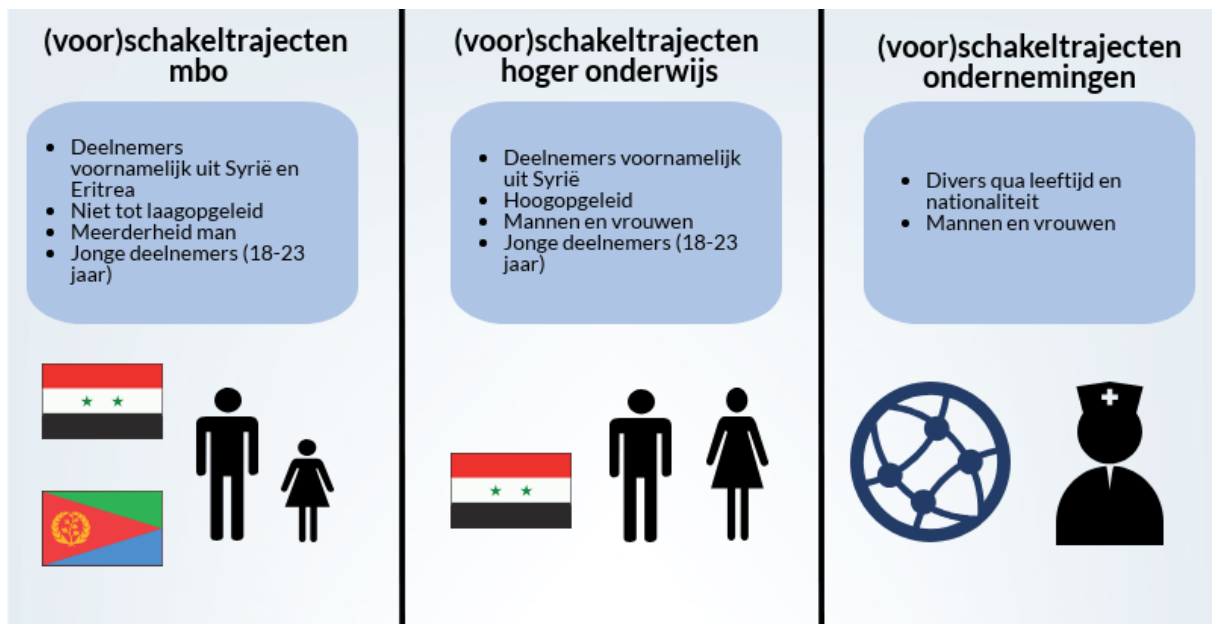 (voor)schakeltrajecten
mbo
• Deelnemers
voornamelijk uit Syrië en
Eritrea
• Niet tot laagopgeleid
• Meerderheid man
• Jonge deelnemers (18-23
jaar)
(voor)schakeltrajecten
hoger onderwijs
• Deelnemers voornamelijk
uit Syrië
• Hoogopgeleid
• Mannen en vrouwen
• Jonge deelnemers (18-23
jaar)
(voor)schakeltrajecten
ondernemingen
• Divers qua leeftijd en
nationaliteit
• Mannen en vrouwen